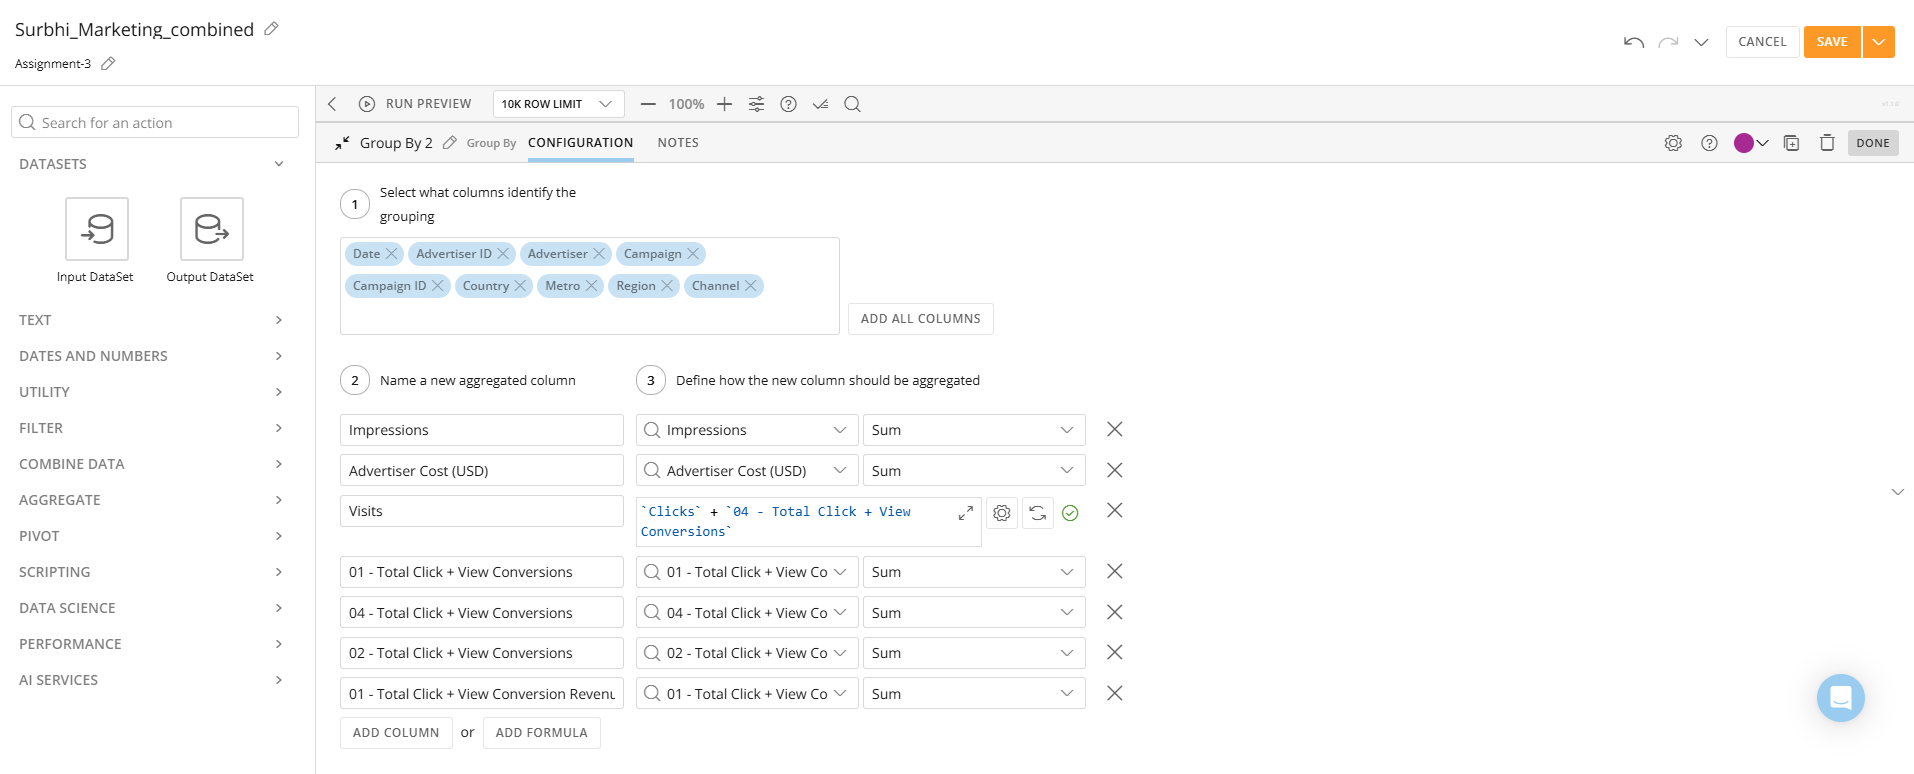 Surbhi_Marketing_combined
Assignment-3
CANCEL
SAVE
Search for an action
DATASETS
Input DataSet
Output DataSet
TEXT
DATES AND NUMBERS
UTILITY
FILTER
COMBINE DATA
AGGREGATE
PIVOT
SCRIPTING
DATA SCIENCE
PERFORMANCE
AI SERVICES
RUN PREVIEW
10K ROW LIMIT
100%
Group By 2
Group By
CONFIGURATION
NOTES
DONE
1
Select what columns identify the
grouping
Date
Advertiser ID
Advertiser
Campaign
Campaign ID
Country
Metro
Region
Channel
ADD ALL COLUMNS
2
Name a new aggregated column
3
Define how the new column should be aggregated
Impressions
Impressions
Sum
Advertiser Cost (USD)
Advertiser Cost (USD)
Sum
Visits
`Clicks` + `04 - Total Click + View
Conversions`
01 - Total Click + View Conversions
01 - Total Click + View Co
Sum
04 - Total Click + View Conversions
04 - Total Click + View Co
Sum
02 - Total Click + View Conversions
02 - Total Click + View Co
Sum
01 - Total Click + View Conversion Revenu
01 - Total Click + View Co
Sum
ADD COLUMN
or
ADD FORMULA